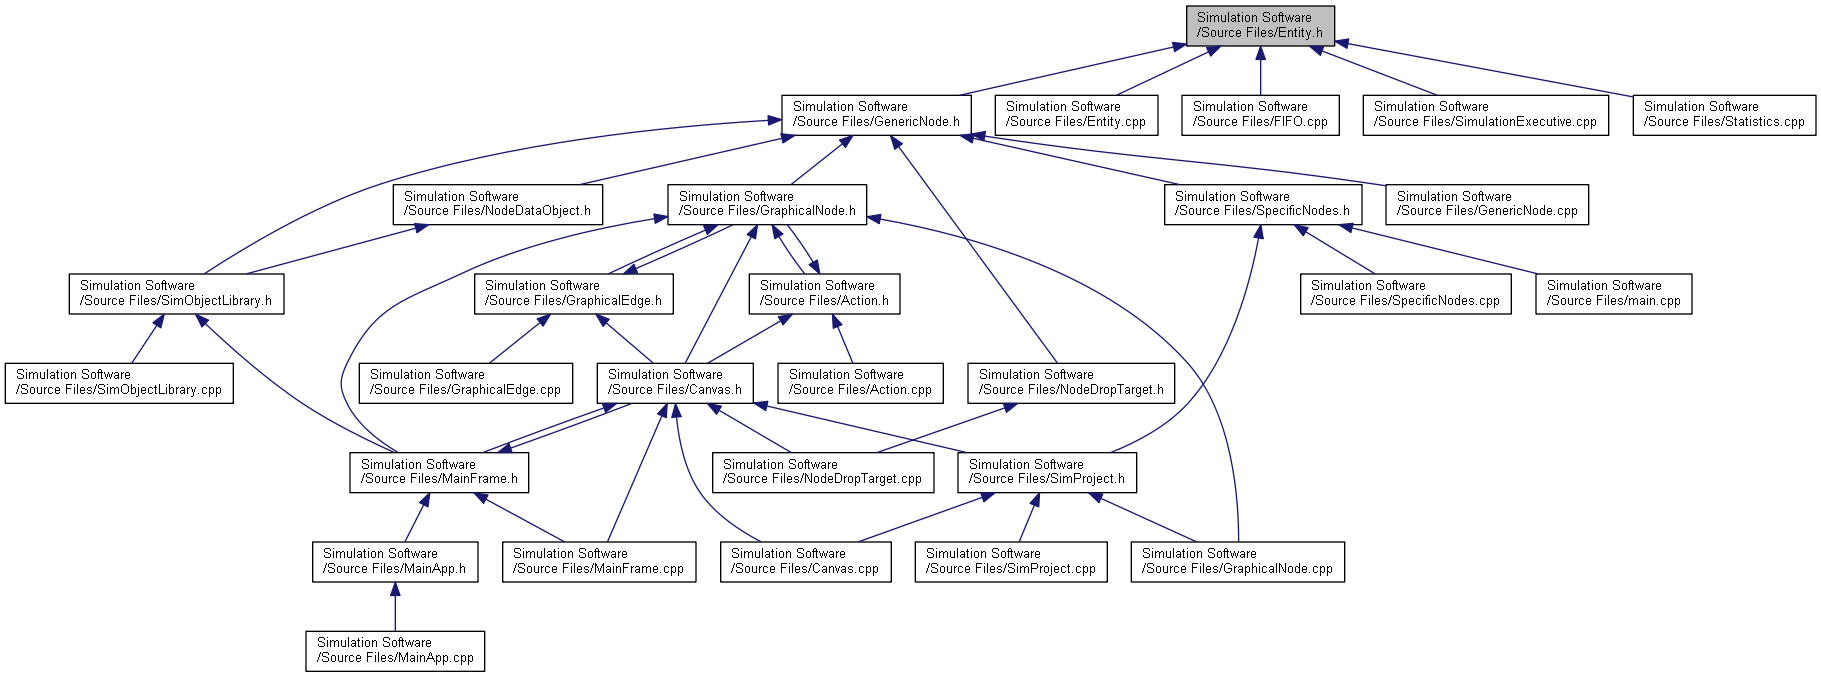 Simulation Software
/Source Files/Entity.h
Simulation Software
/Source Files/GenericNode.h
Simulation Software
/Source Files/Entity.cpp
Simulation Software
/Source Files/FIFO.cpp
Simulation Software
/Source Files/SimulationExecutive.cpp
Simulation Software
/Source Files/Statistics.cpp
Simulation Software
/Source Files/NodeDataObject.h
Simulation Software
/Source Files/GraphicalNode.h
Simulation Software
/Source Files/SpecificNodes.h
Simulation Software
/Source Files/GenericNode.cpp
Simulation Software
/Source Files/SimObjectLibrary.h
Simulation Software
/Source Files/GraphicalEdge.h
Simulation Software
/Source Files/Action.h
Simulation Software
/Source Files/SpecificNodes.cpp
Simulation Software
/Source Files/main.cpp
Simulation Software
/Source Files/SimObjectLibrary.cpp
Simulation Software
/Source Files/GraphicalEdge.cpp
Simulation Software
/Source Files/Canvas.h
Simulation Software
/Source Files/Action.cpp
Simulation Software
/Source Files/NodeDropTarget.h
Simulation Software
/Source Files/MainFrame.h
Simulation Software
/Source Files/NodeDropTarget.cpp
Simulation Software
/Source Files/SimProject.h
Simulation Software
/Source Files/MainApp.h
Simulation Software
/Source Files/MainFrame.cpp
Simulation Software
/Source Files/Canvas.cpp
Simulation Software
/Source Files/SimProject.cpp
Simulation Software
/Source Files/GraphicalNode.cpp
Simulation Software
/Source Files/MainApp.cpp